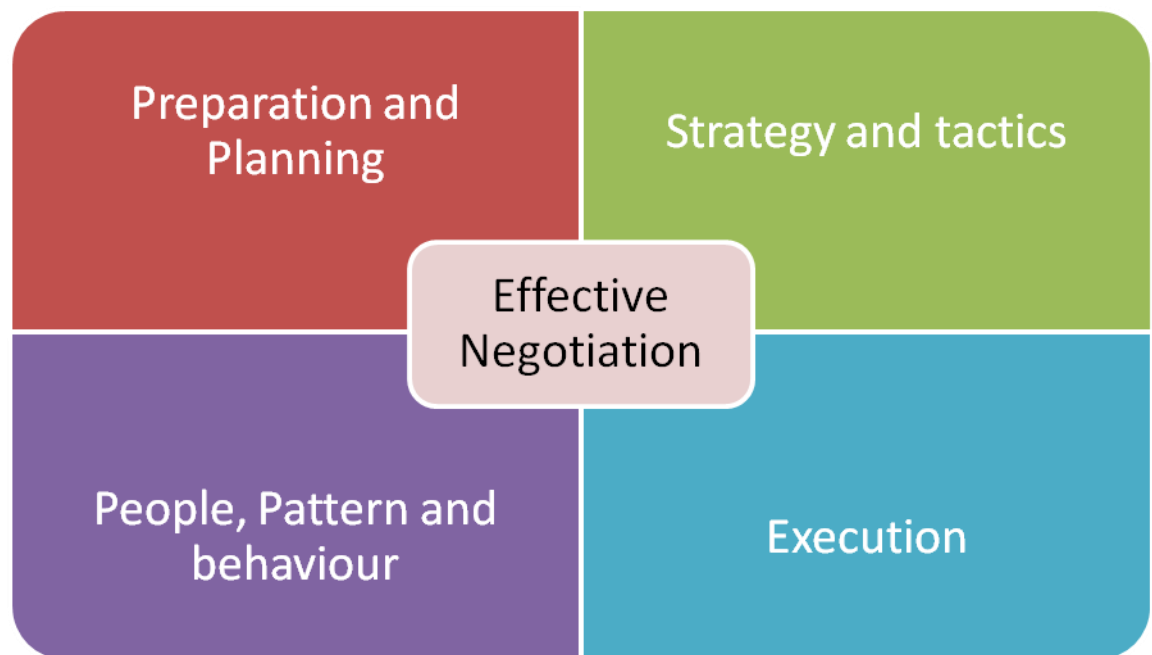 Preparation and
Planning
Strategy and tactics
Effective
Negotiation
People, Pattern and
behaviour
Execution